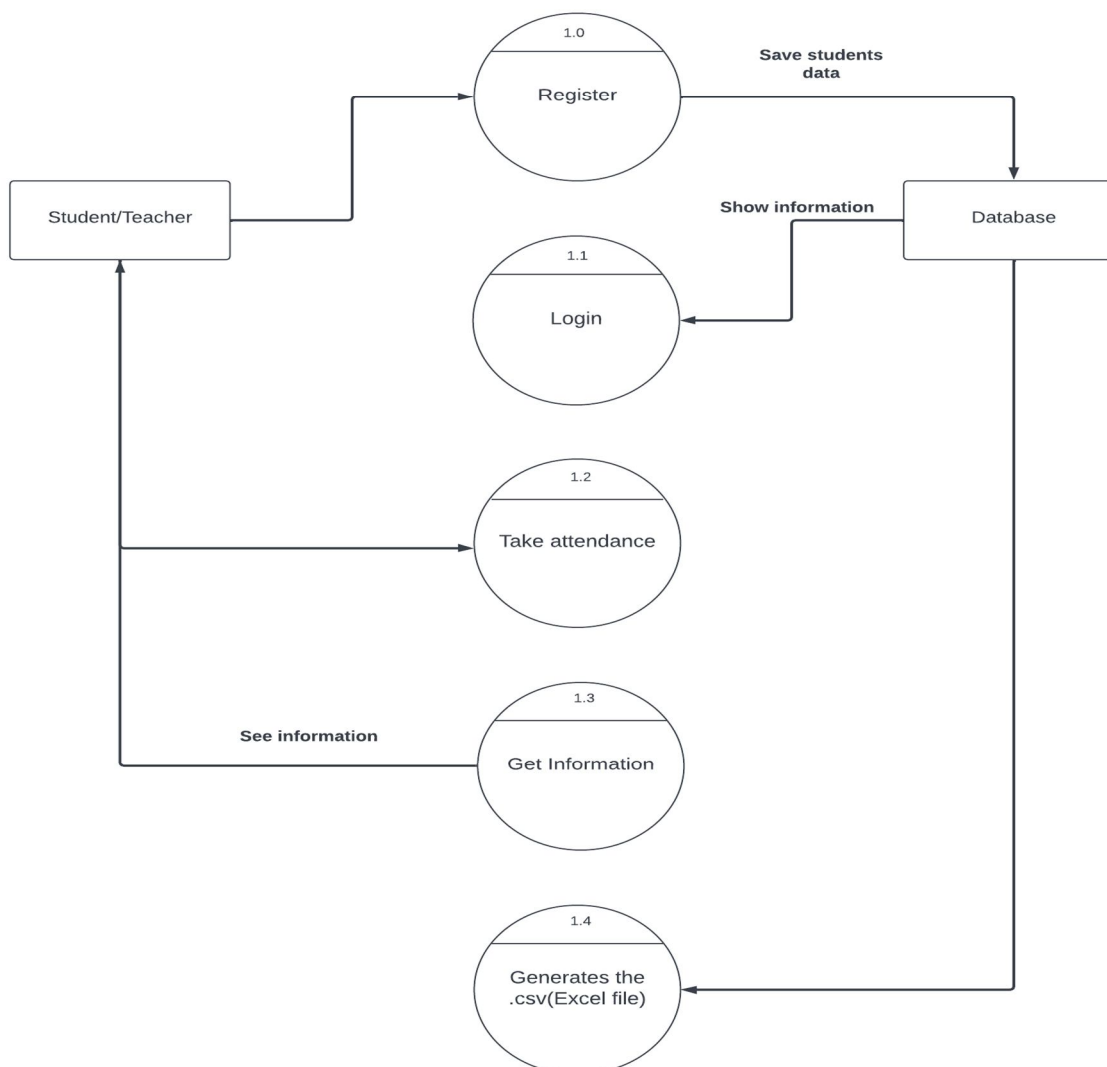 1.0
Register
Save students
data
Student/Teacher
Show information
Database
1.1
Login
1.2
Take attendance
1.3
See information
Get Information
1.4
Generates the
.csv(Excel file)